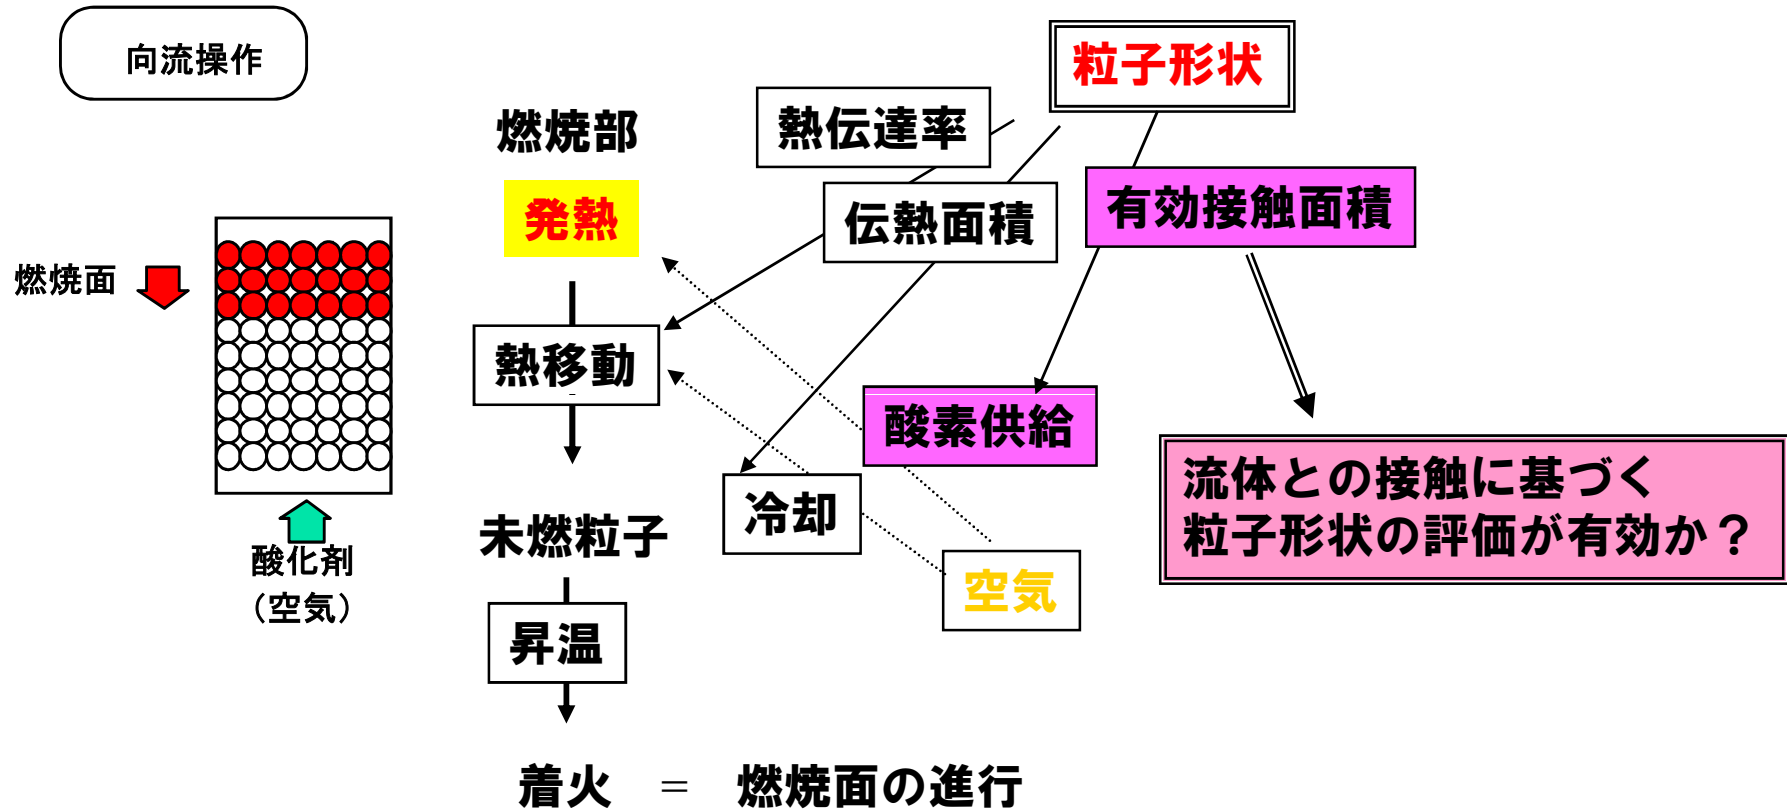 向流操作
粒子形状
熱伝達率
燃焼部
発熱
伝熱面積
有効接触面積
燃焼面
熱移動
酸素供給
流体との接触に基づく
粒子形状の評価が有効か？
冷却
未燃粒子
酸化剤
（空気）
空気
昇温
着火 = 燃焼面の進行